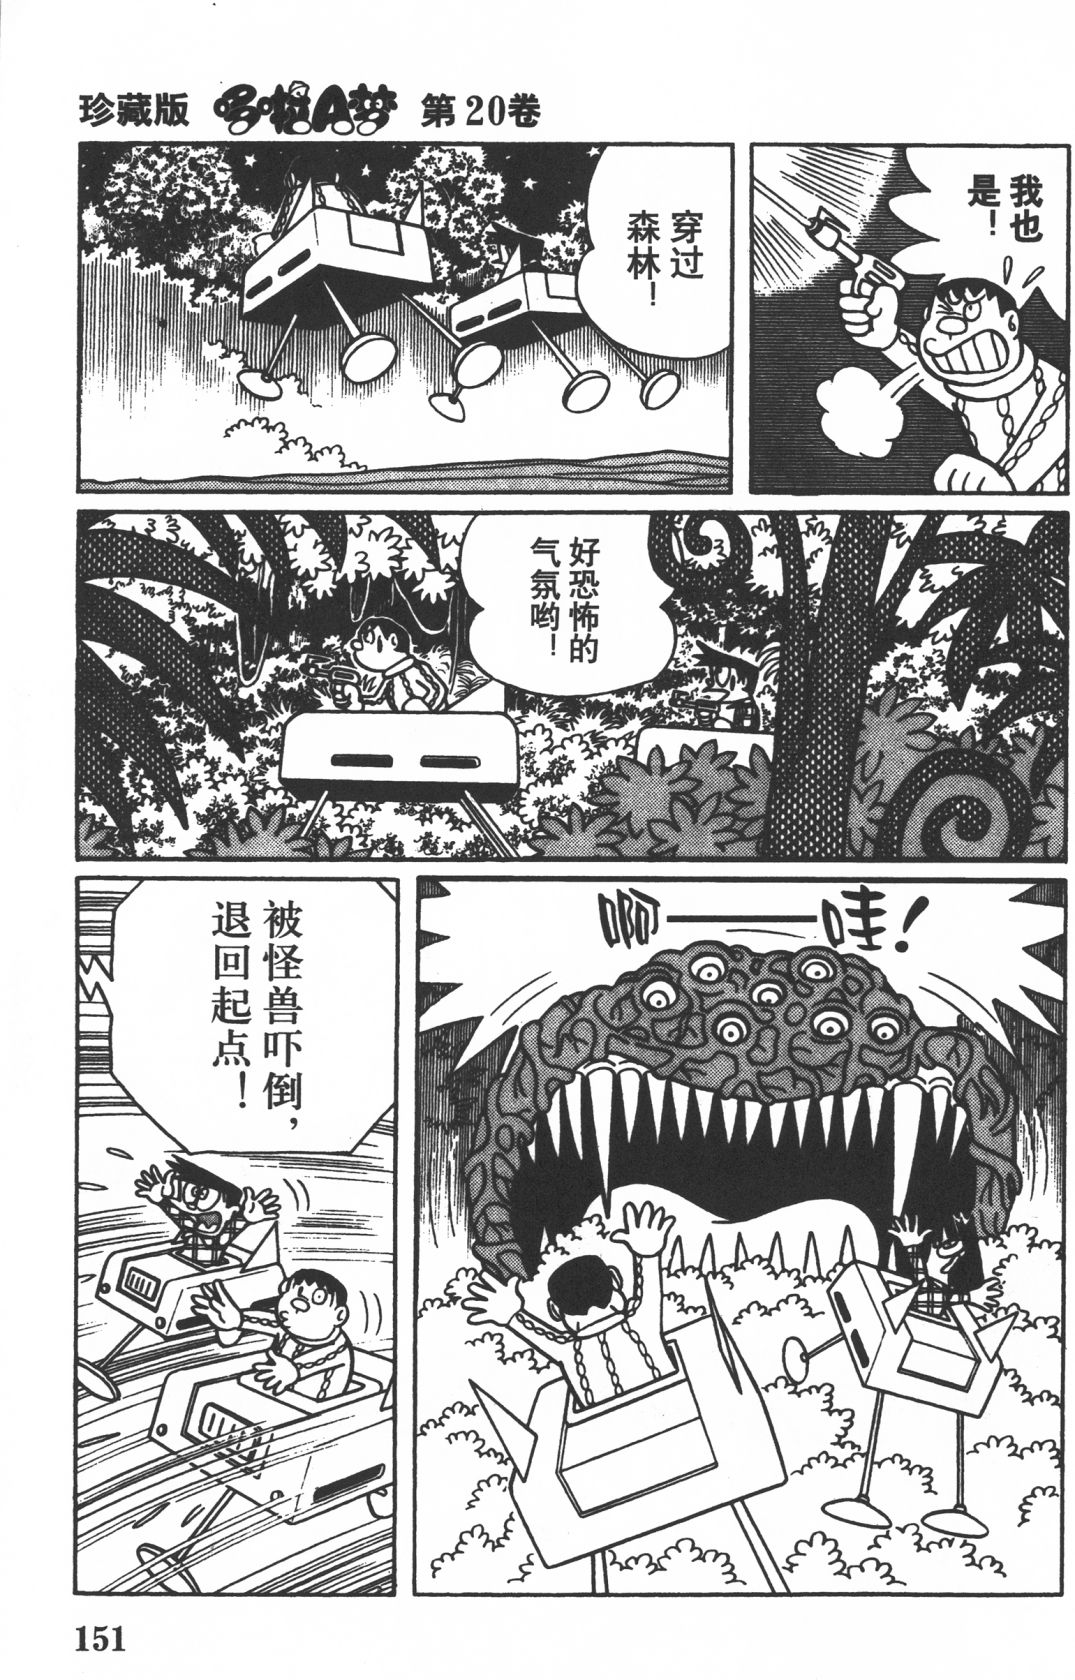 珍藏版 哆啦A梦 第20卷
我也
是！
穿过
森林！
好恐怖的
气氛哟！
啊——哇！
被怪兽吓倒，
退回起点！
151